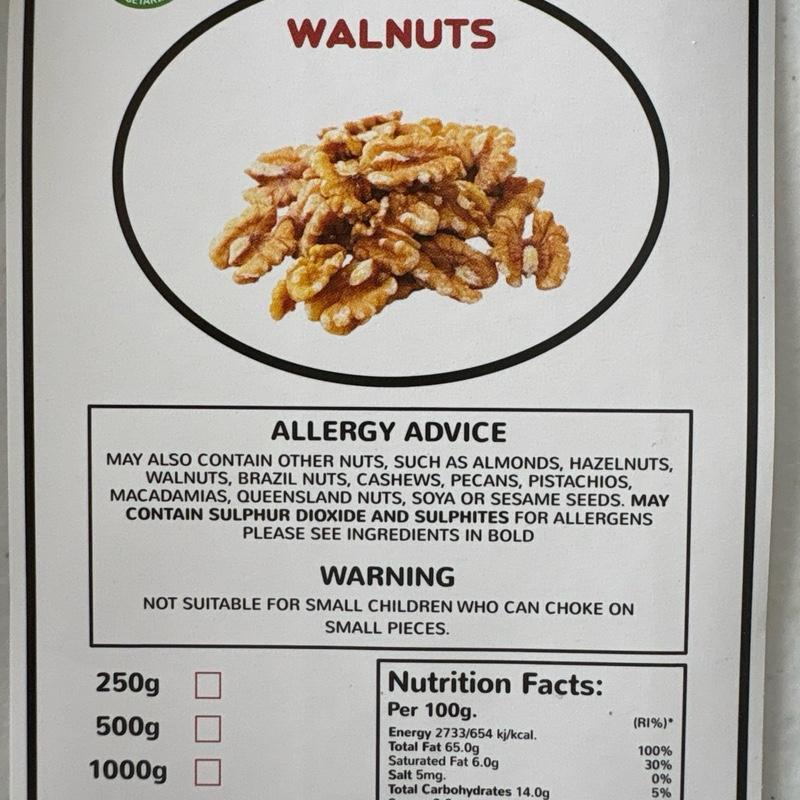 WALNUTS
ALLERGY ADVICE
MAY ALSO CONTAIN OTHER NUTS, SUCH AS ALMONDS, HAZELNUTS,
WALNUTS, BRAZIL NUTS, CASHEWS, PECANS, PISTACHIOS,
MACADAMIAS, QUEENSLAND NUTS, SOYA OR SESAME SEEDS. MAY
CONTAIN SULPHUR DIOXIDE AND SULPHITES FOR ALLERGENS
PLEASE SEE INGREDIENTS IN BOLD
WARNING
NOT SUITABLE FOR SMALL CHILDREN WHO CAN CHOKE ON
SMALL PIECES.
250g
500g
1000g
Nutrition Facts:
Per 100g.
(RI%)*
Energy 2733/654 kj/kcal.
Total Fat 65.0g 100%
Saturated Fat 6.0g 30%
Salt 5mg. 0%
Total Carbohydrates 14.0g 5%